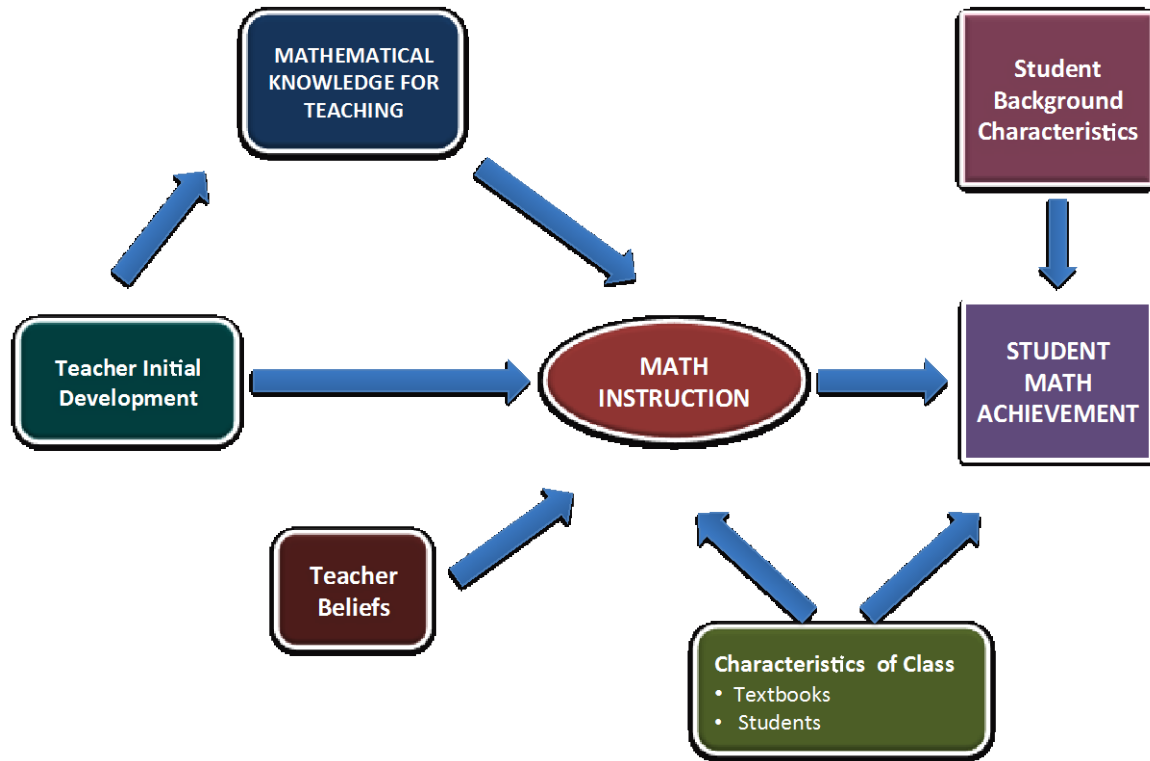 MATHEMATICAL
KNOWLEDGE FOR
TEACHING
Student
Background
Characteristics
Teacher Initial
Development
MATH
INSTRUCTION
STUDENT
MATH
ACHIEVEMENT
Teacher
Beliefs
Characteristics of Class
• Textbooks
• Students